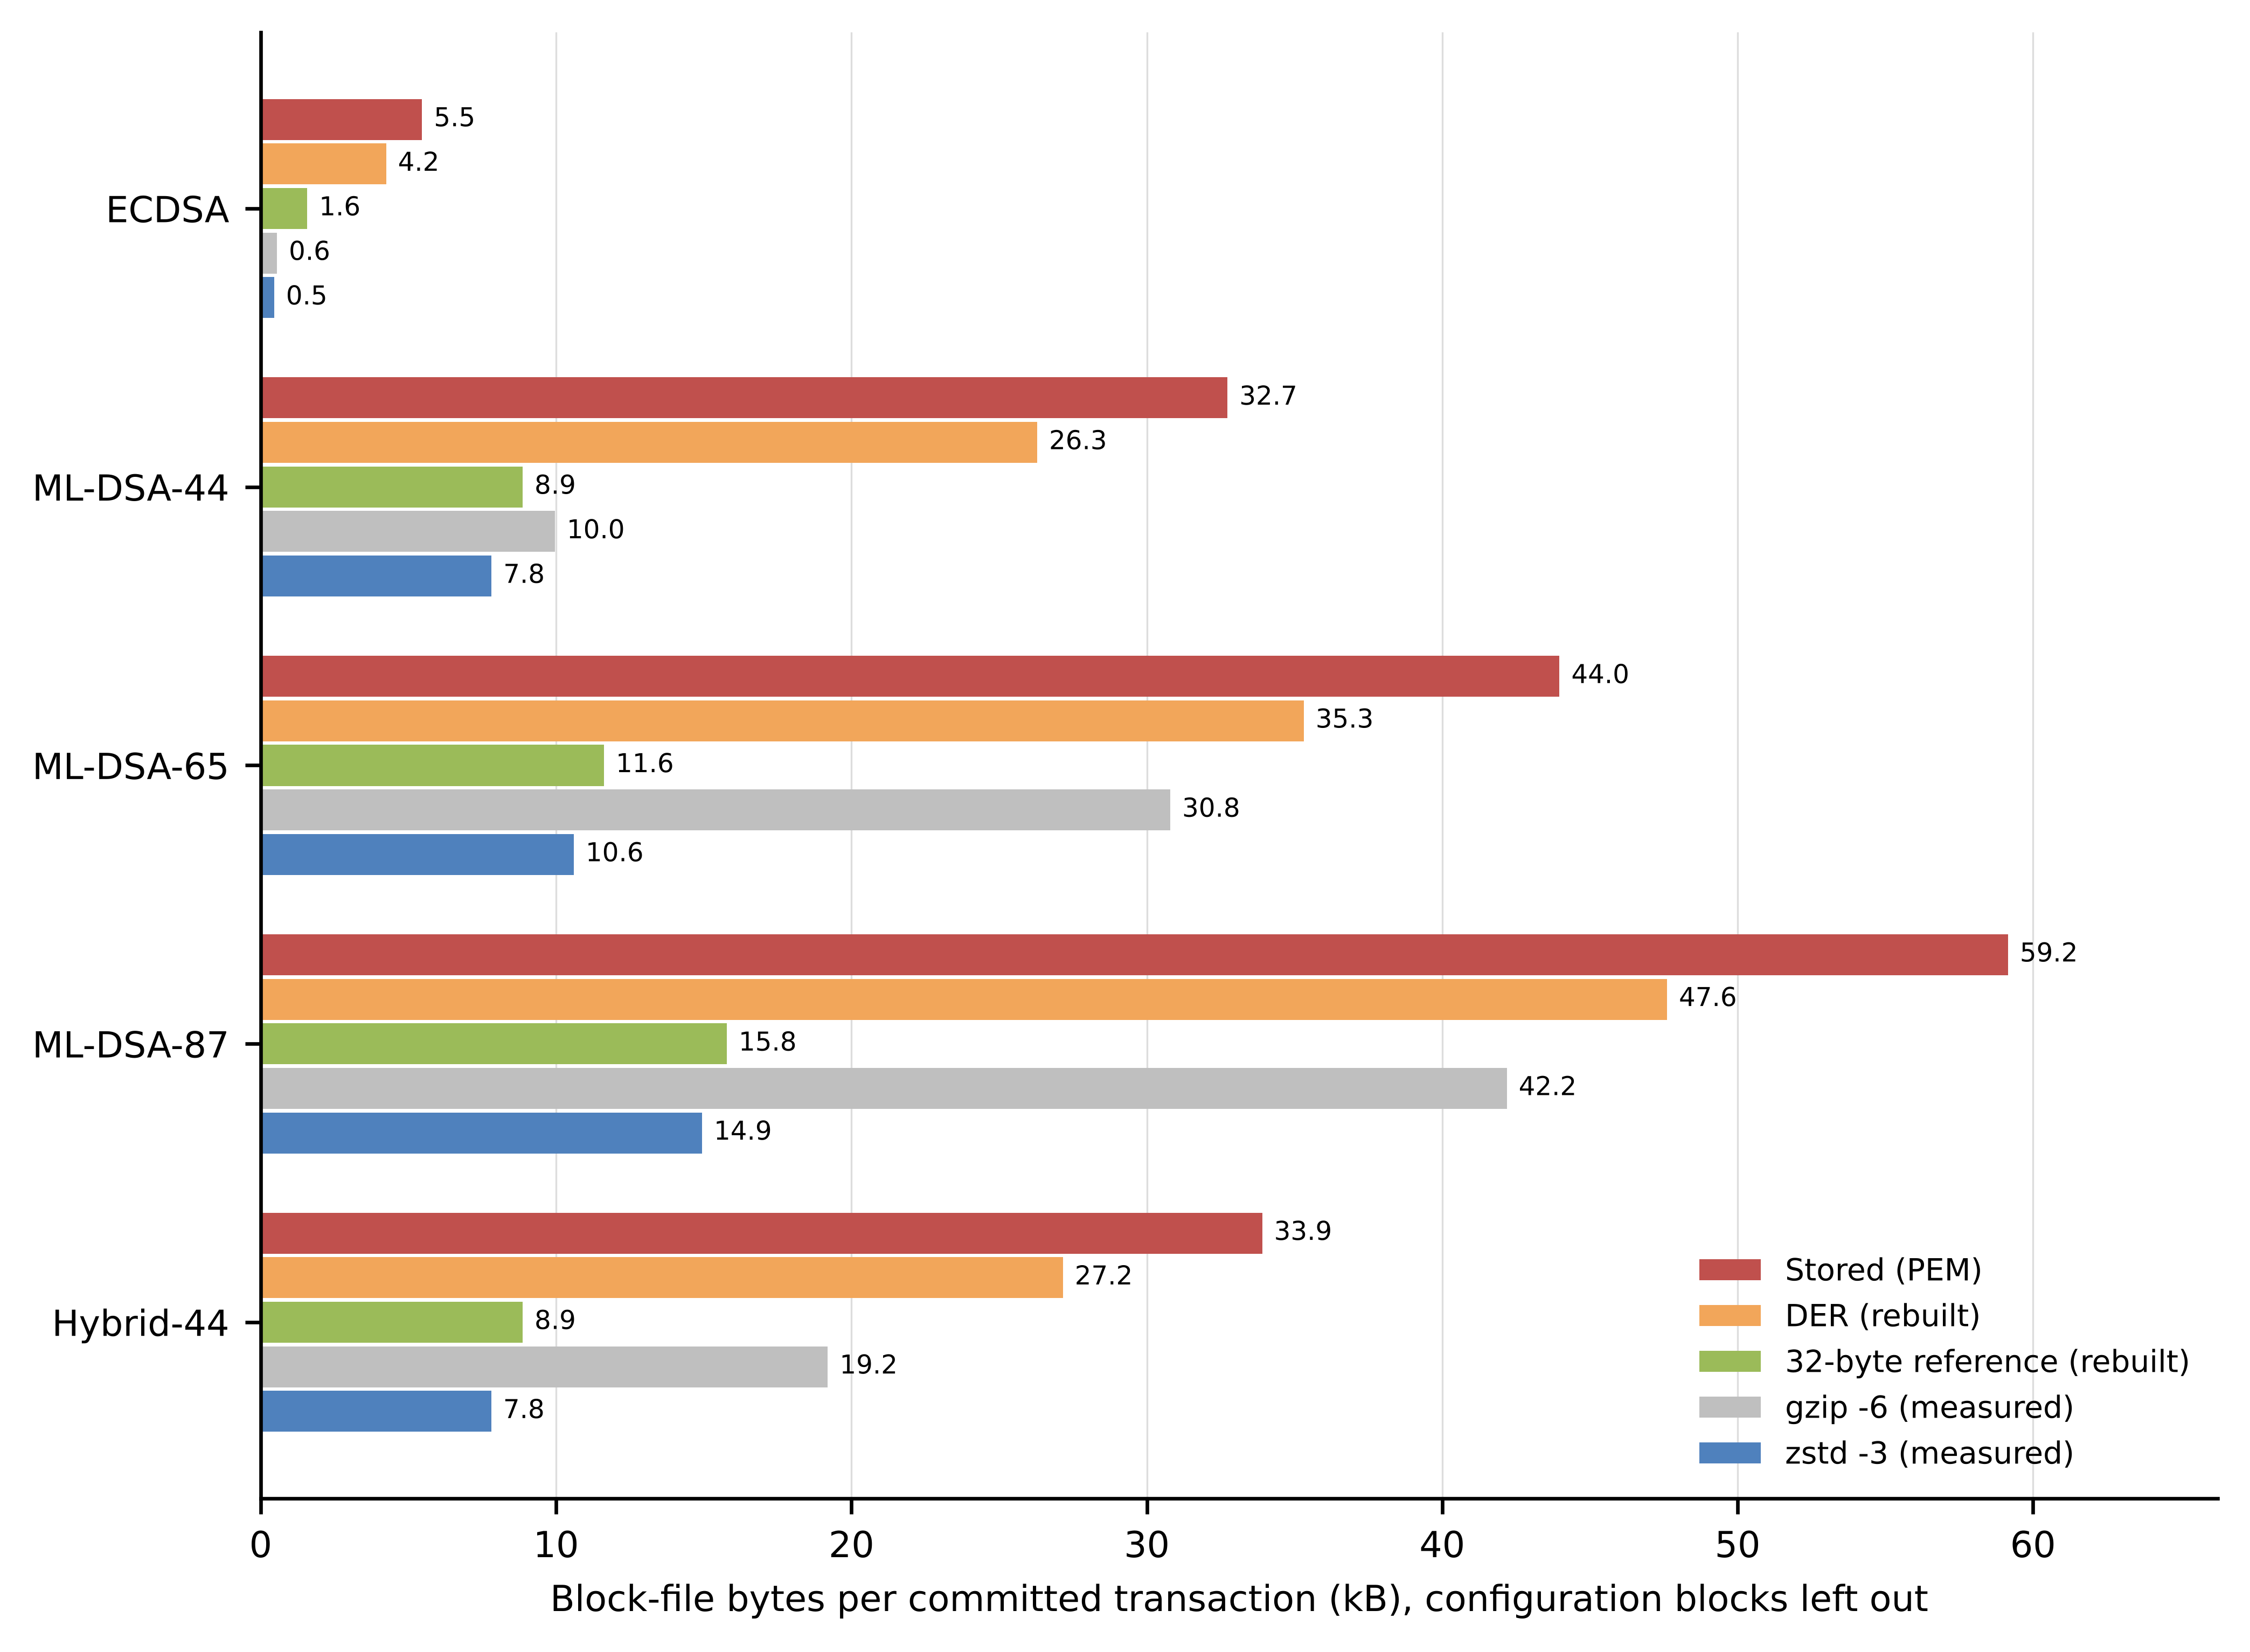 ECDSA
5.5
4.2
1.6
0.6
0.5
ML-DSA-44
32.7
26.3
8.9
10.0
7.8
ML-DSA-65
44.0
35.3
11.6
30.8
10.6
ML-DSA-87
59.2
47.6
15.8
42.2
14.9
Hybrid-44
33.9
27.2
8.9
19.2
7.8
Stored (PEM)
DER (rebuilt)
32-byte reference (rebuilt)
gzip -6 (measured)
zstd -3 (measured)
0 10 20 30 40 50 60
Block-file bytes per committed transaction (kB), configuration blocks left out